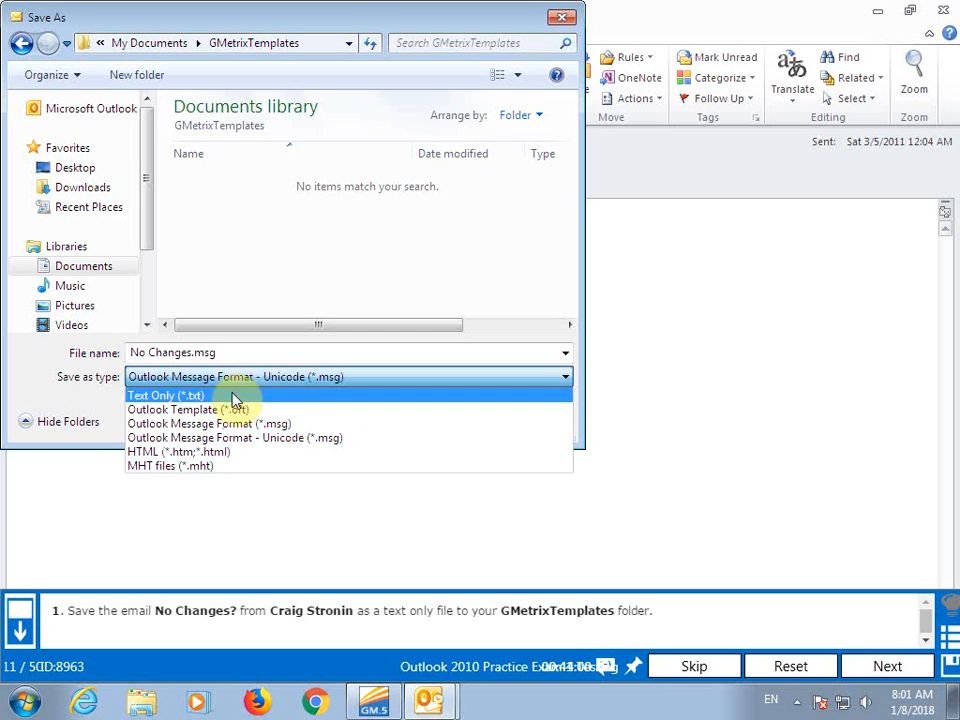 Save As
« My Documents GMetrixTemplates
Search GMetrixTemplates
Organize
New folder
Microsoft Outlook
Favorites
Desktop
Downloads
Recent Places
Libraries
Documents
Music
Pictures
Videos
Documents library
GMetrixTemplates
Arrange by: Folder
Name
Date modified
Type
No items match your search.
File name: No Changes.msg
Save as type: Outlook Message Format - Unicode (*.msg)
Text Only (*.txt)
Outlook Template (*.oft)
Outlook Message Format (*.msg)
Outlook Message Format - Unicode (*.msg)
HTML (*.htm;*.html)
MHT files (*.mht)
Hide Folders
Rules
OneNote
Actions
Move
Mark Unread
Categorize
Follow Up
Tags
Translate
Find
Related
Select
Editing
Zoom
Zoom
Sent: Sat 3/5/2011 12:04 AM
1. Save the email No Changes? from Craig Stronin as a text only file to your GMetrixTemplates folder.
Outlook 2010 Practice
Skip
Reset
Next
GM.5
EN
8:01 AM
1/8/2018